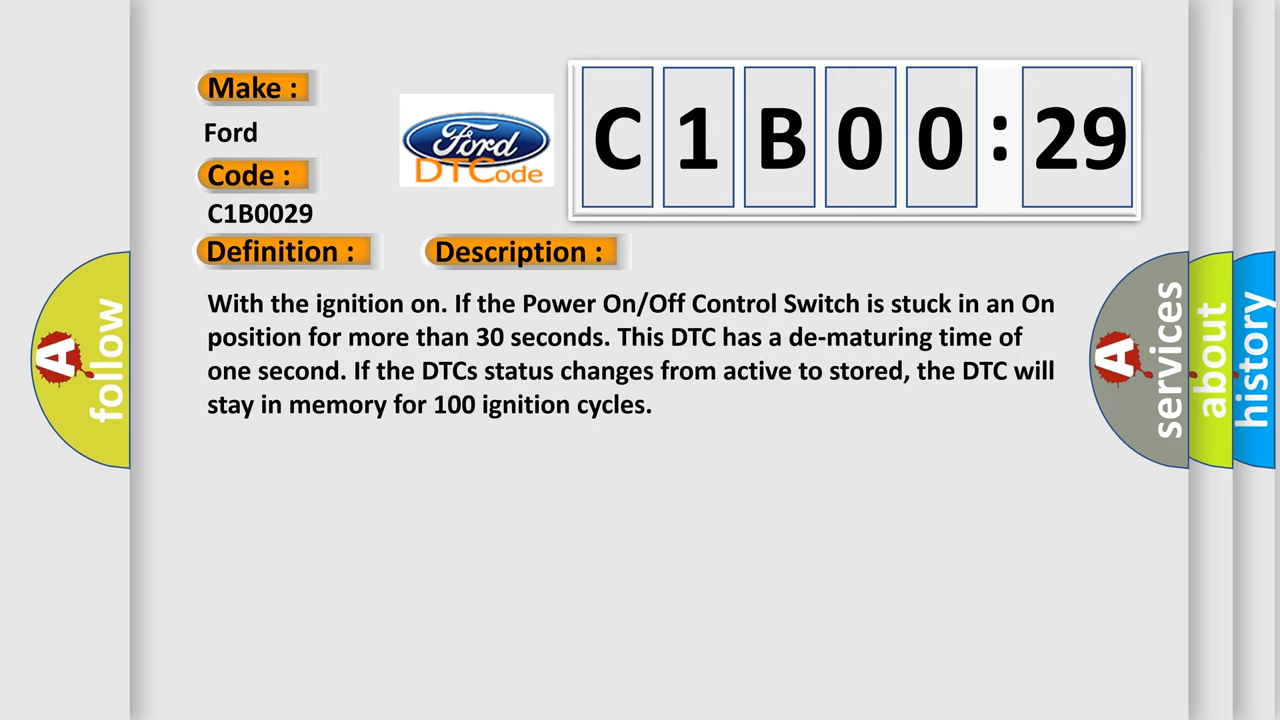 Make :
Ford
Code :
C1B0029
Ford
DTCode
C1B00:29
Definition :
Description :
With the ignition on. If the Power On/Off Control Switch is stuck in an On
position for more than 30 seconds. This DTC has a de-maturing time of
one second. If the DTCs status changes from active to stored, the DTC will
stay in memory for 100 ignition cycles.
A follow
A services
about
history